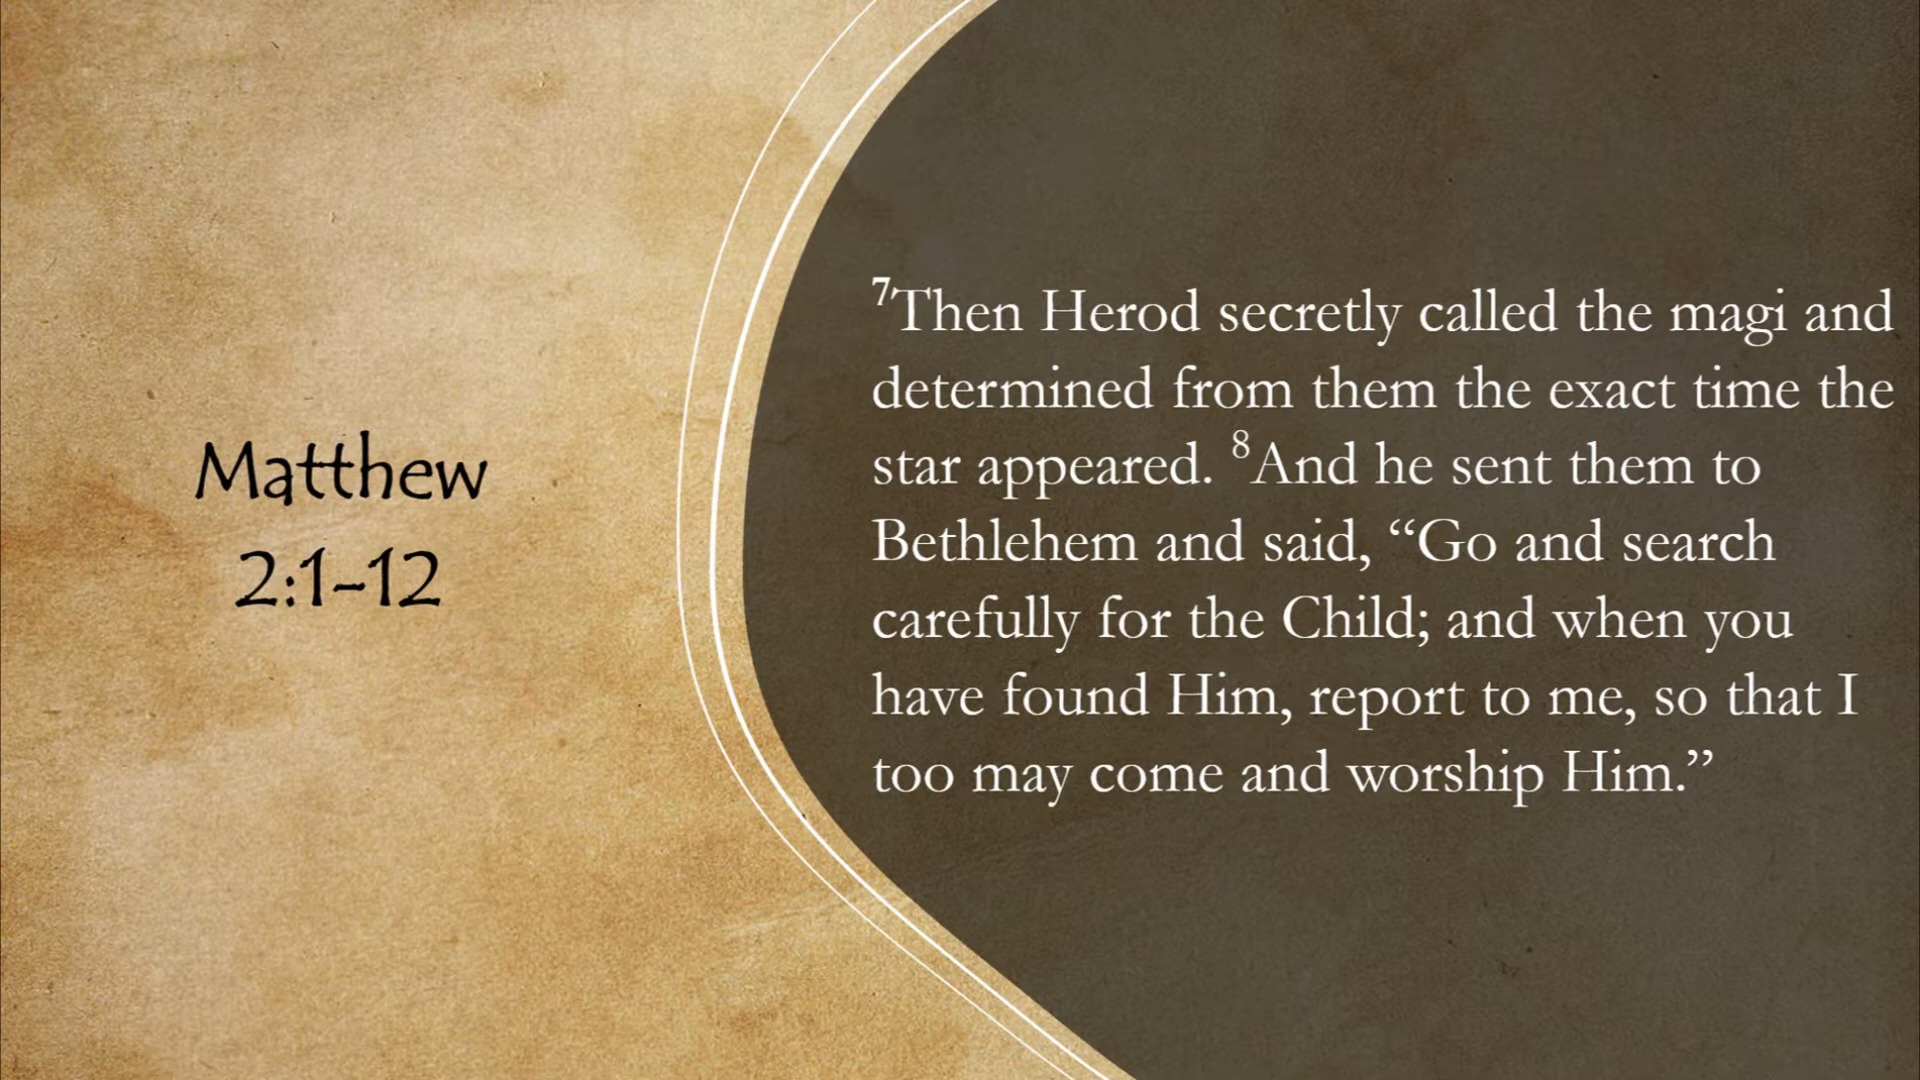 Matthew
2:1-12
⁷Then Herod secretly called the magi and
determined from them the exact time the
star appeared. ⁸And he sent them to
Bethlehem and said, “Go and search
carefully for the Child; and when you
have found Him, report to me, so that I
too may come and worship Him.”